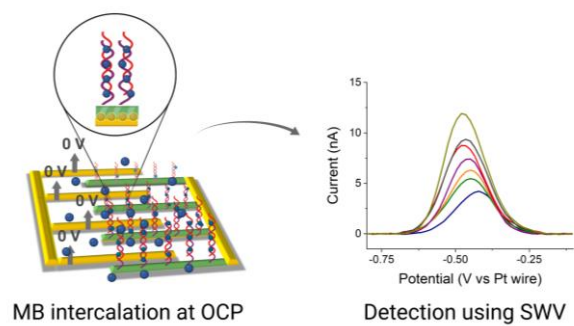 0 V
0 V
0 V
0 V
MB intercalation at OCP
15
10
5
0
Current (nA)
-0.75
-0.50
-0.25
Potential (V vs Pt wire)
Detection using SWV